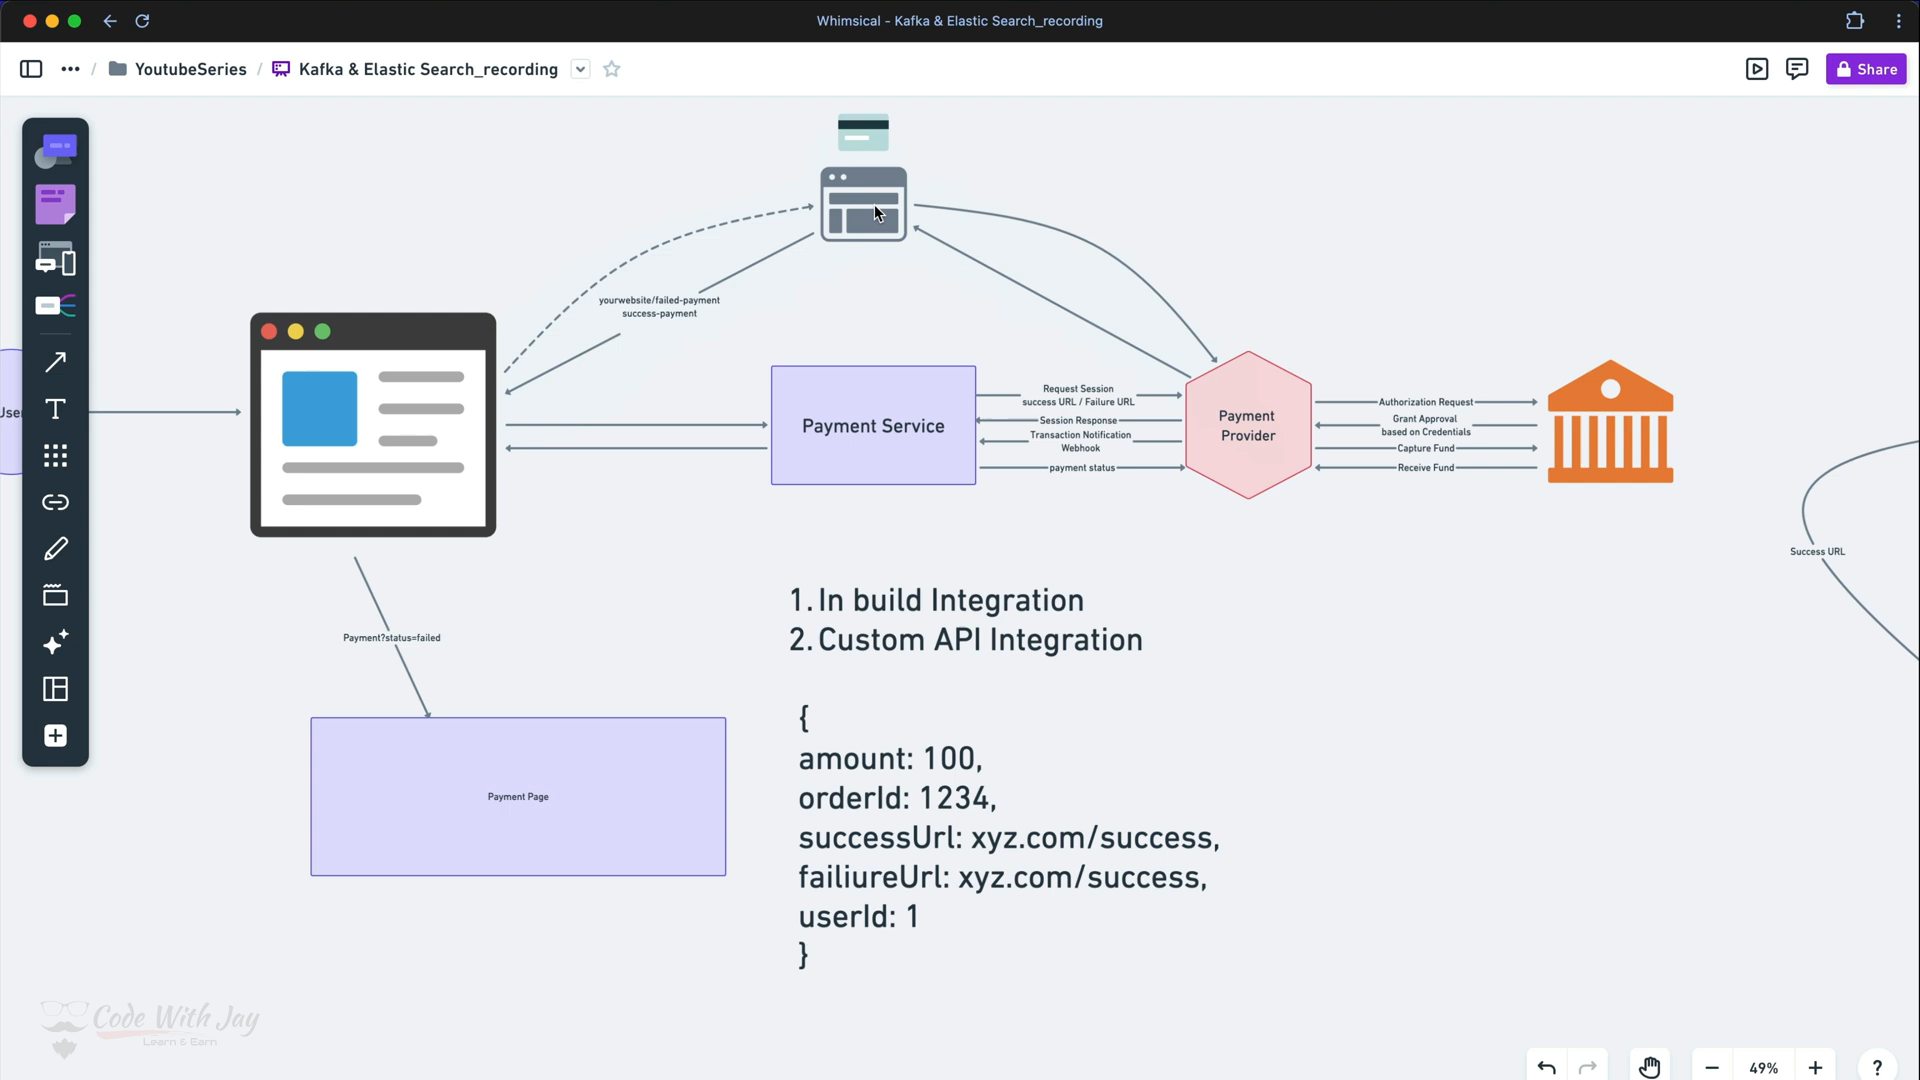 Whimsical - Kafka & Elastic Search_recording
YoutubeSeries / Kafka & Elastic Search_recording
Share
yourwebsite/failed-payment
success-payment
User
Payment Service
Request Session
success URL / Failure URL
Session Response
Transaction Notification
Webhook
payment status
Payment
Provider
Authorization Request
Grant Approval
based on Credentials
Capture Fund
Receive Fund
Success URL
1. In build Integration
2. Custom API Integration
Payment?status=failed
{
amount: 100,
orderId: 1234,
successUrl: xyz.com/success,
failiureUrl: xyz.com/success,
userId: 1
}
Payment Page
Code With Jay
Learn & Earn
49%
?